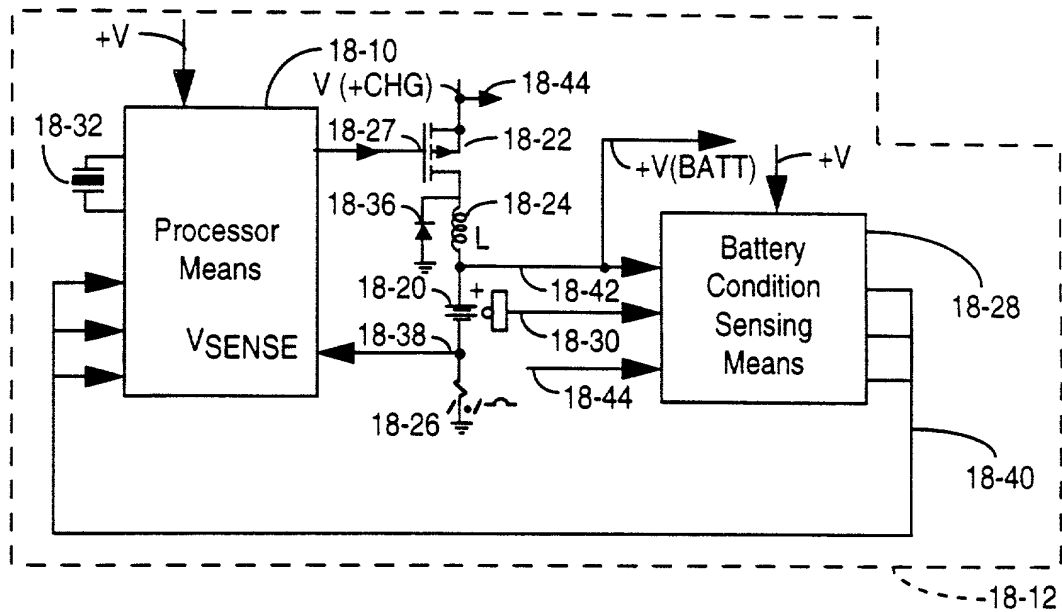 +V
18-10
V (+CHG)
18-44
18-32
18-27
18-22
+V(BATT)
+V
18-36
18-24
L
Processor
Means
Battery
Condition
Sensing
Means
18-20
+
18-42
18-28
18-38
18-30
VSENSE
18-44
18-26
18-40
18-12